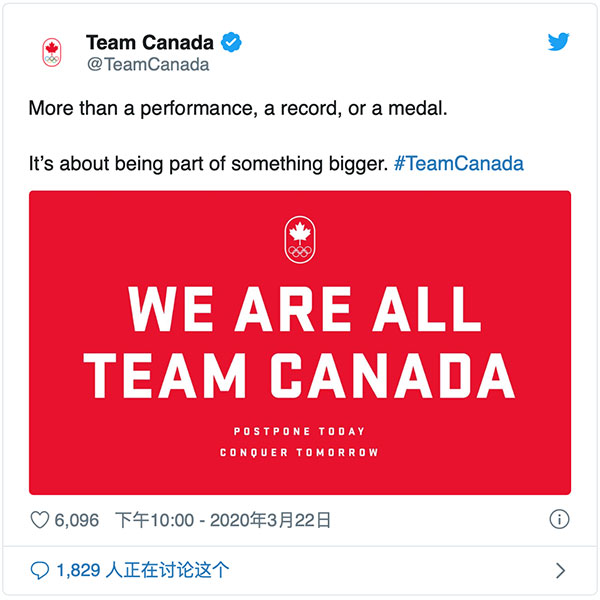 Team Canada
@TeamCanada
More than a performance, a record, or a medal.
It’s about being part of something bigger. #TeamCanada
WE ARE ALL
TEAM CANADA
POSTPONE TODAY
CONQUER TOMORROW
6,096 下午10:00 - 2020年3月22日
1,829 人正在讨论这个